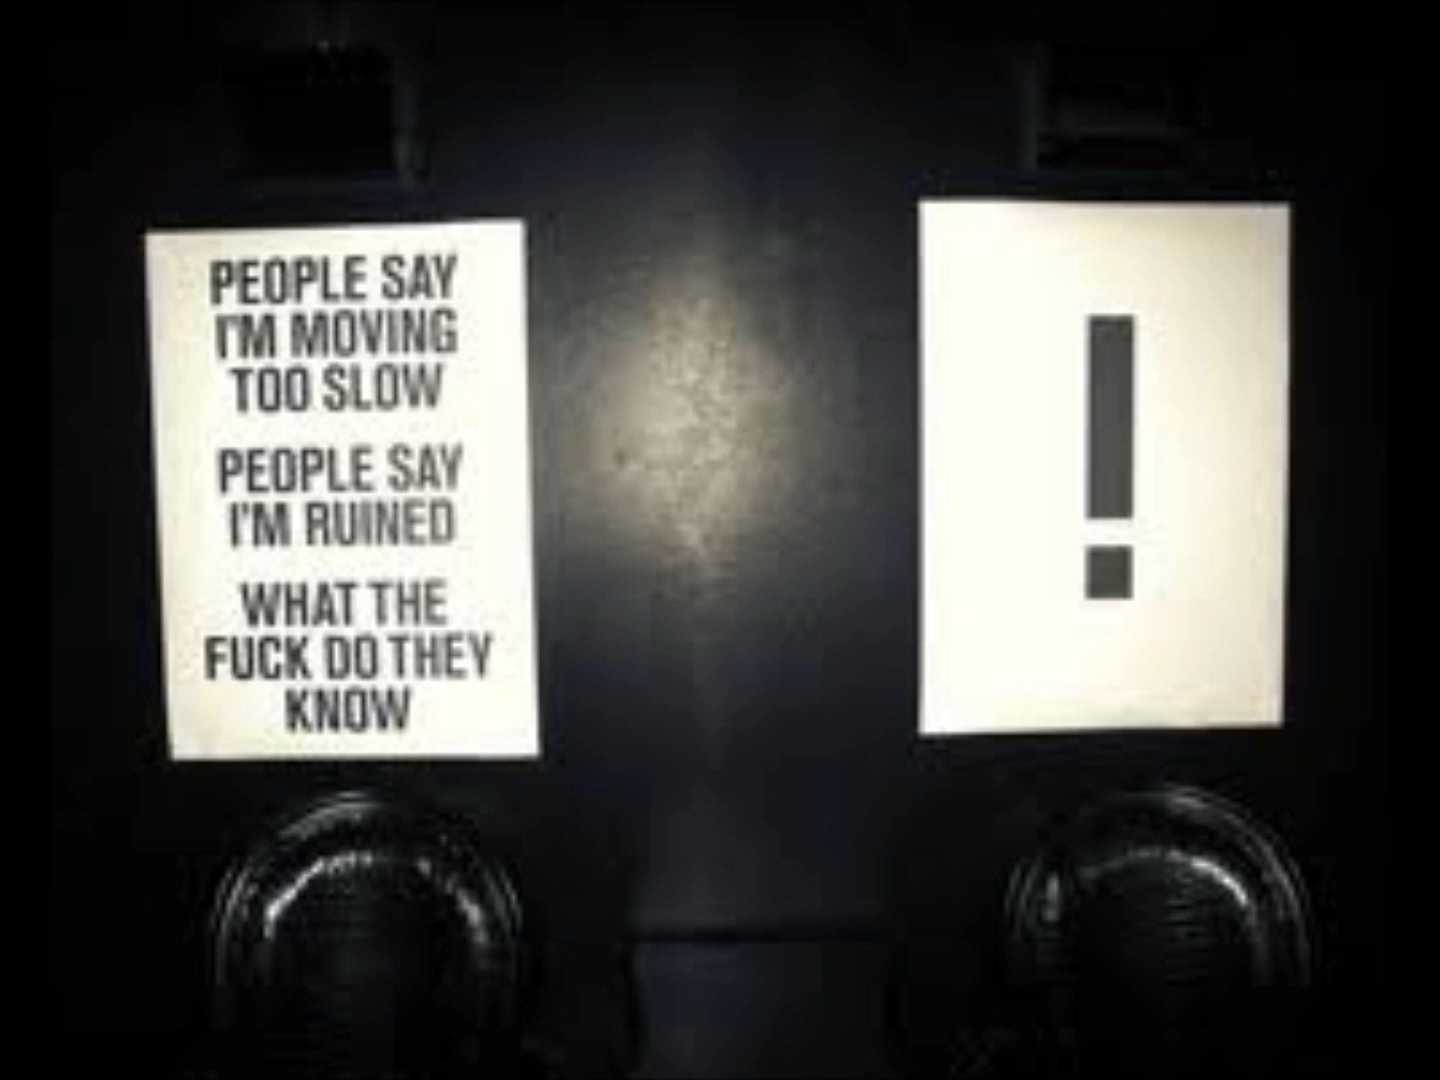 PEOPLE SAY
I'M MOVING
TOO SLOW
PEOPLE SAY
I'M RUINED
WHAT THE
FUCK DO THEY
KNOW
!